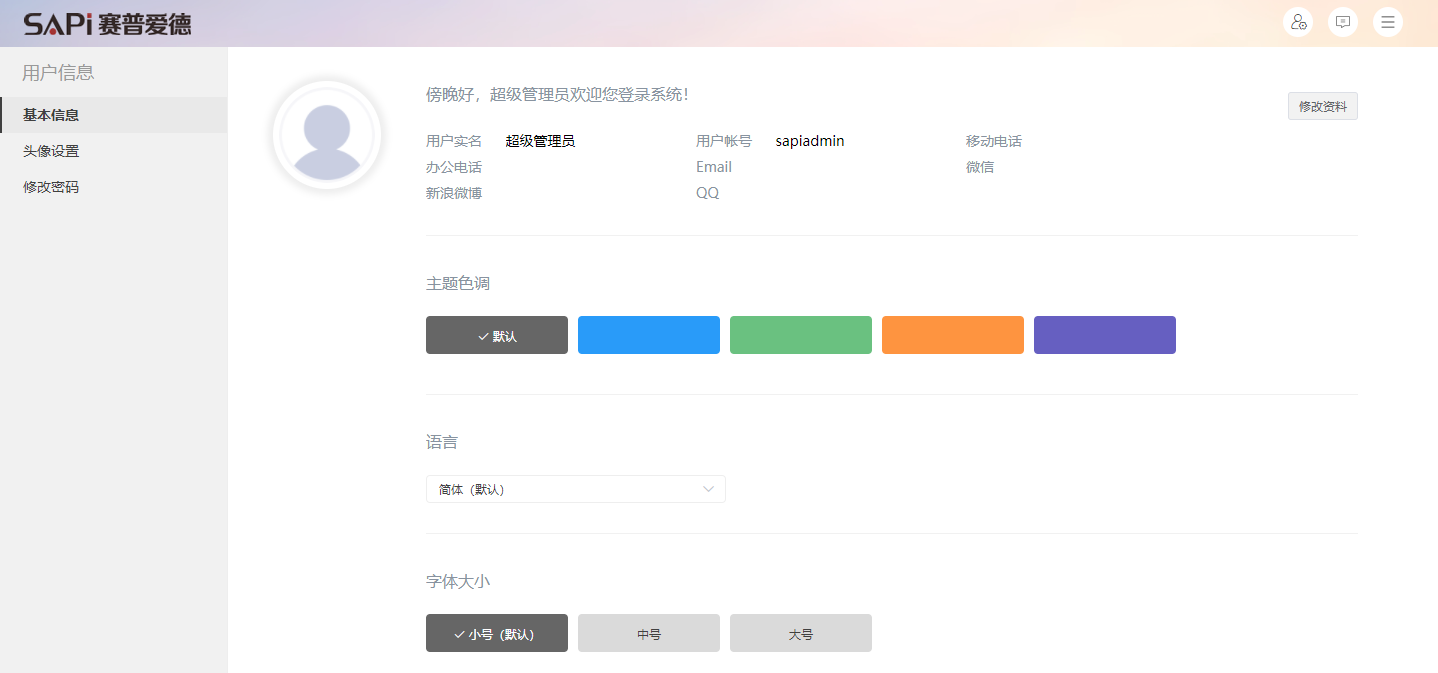 SAPi 赛普爱德
用户信息
基本信息
头像设置
修改密码
傍晚好，超级管理员欢迎您登录系统！
修改资料
用户实名 超级管理员 用户帐号 sapiadmin 移动电话
办公电话 Email 微信
新浪微博 QQ
主题色调
默认
语言
简体（默认）
字体大小
小号（默认） 中号 大号